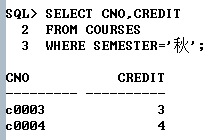 SQL> SELECT CNO,CREDIT
2 FROM COURSES
3 WHERE SEMESTER='秋';
CNO CREDIT
--------- ----------
c0003 3
c0004 4